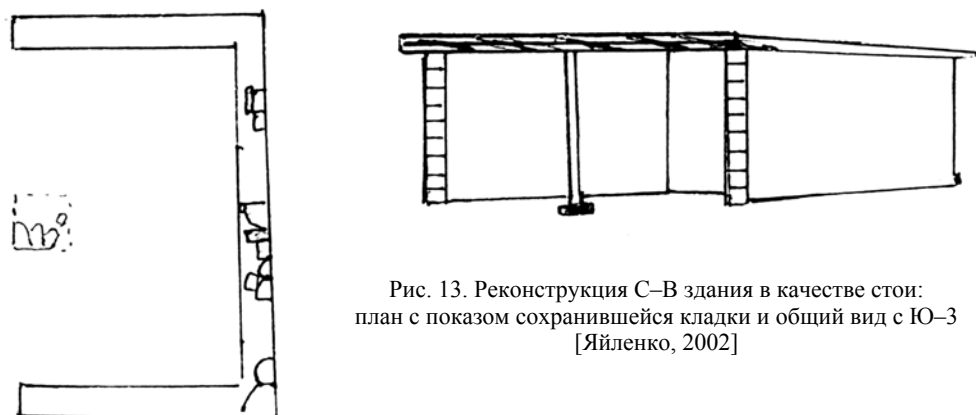 Рис. 13. Реконструкция С–В здания в качестве стои:
план с показом сохранившейся кладки и общий вид с Ю–З
[Яйленко, 2002]